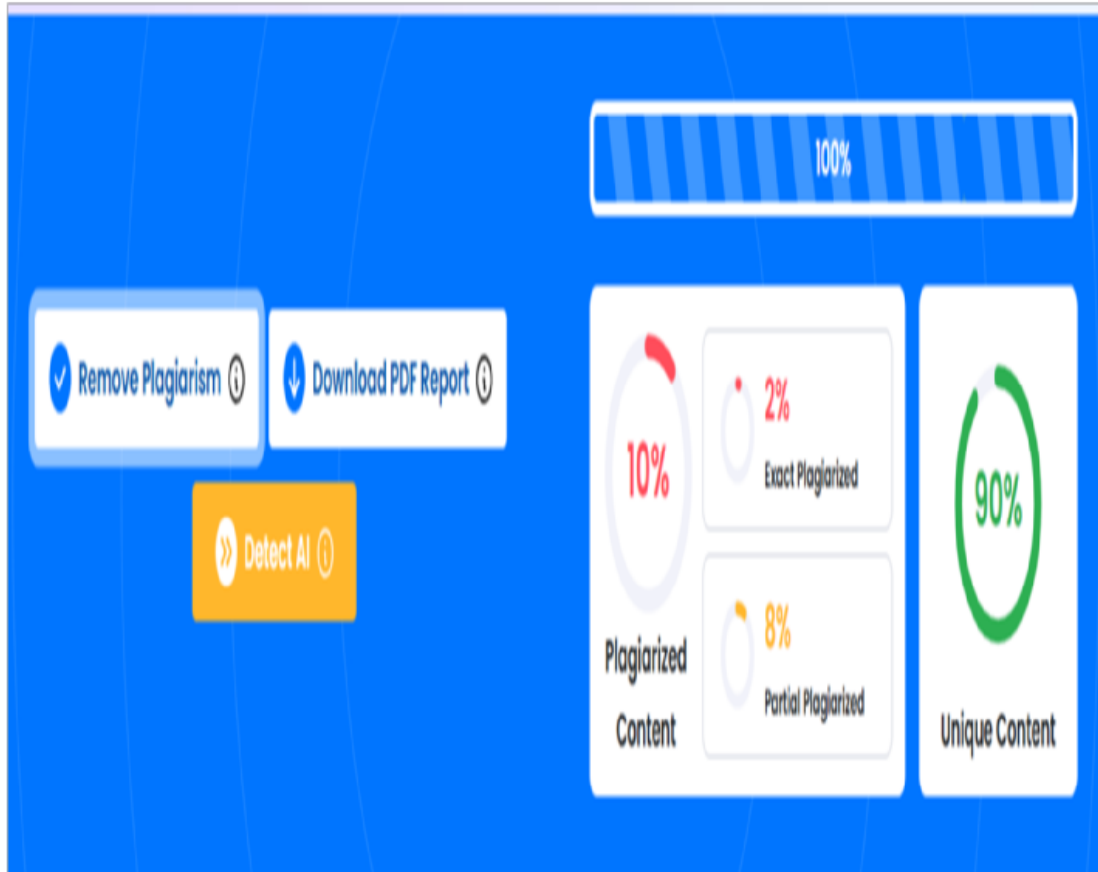 100%
Remove Plagiarism
Download PDF Report
Detect AI
10%
Plagiarized
Content
2%
Exact Plagiarized
8%
Partial Plagiarized
90%
Unique Content